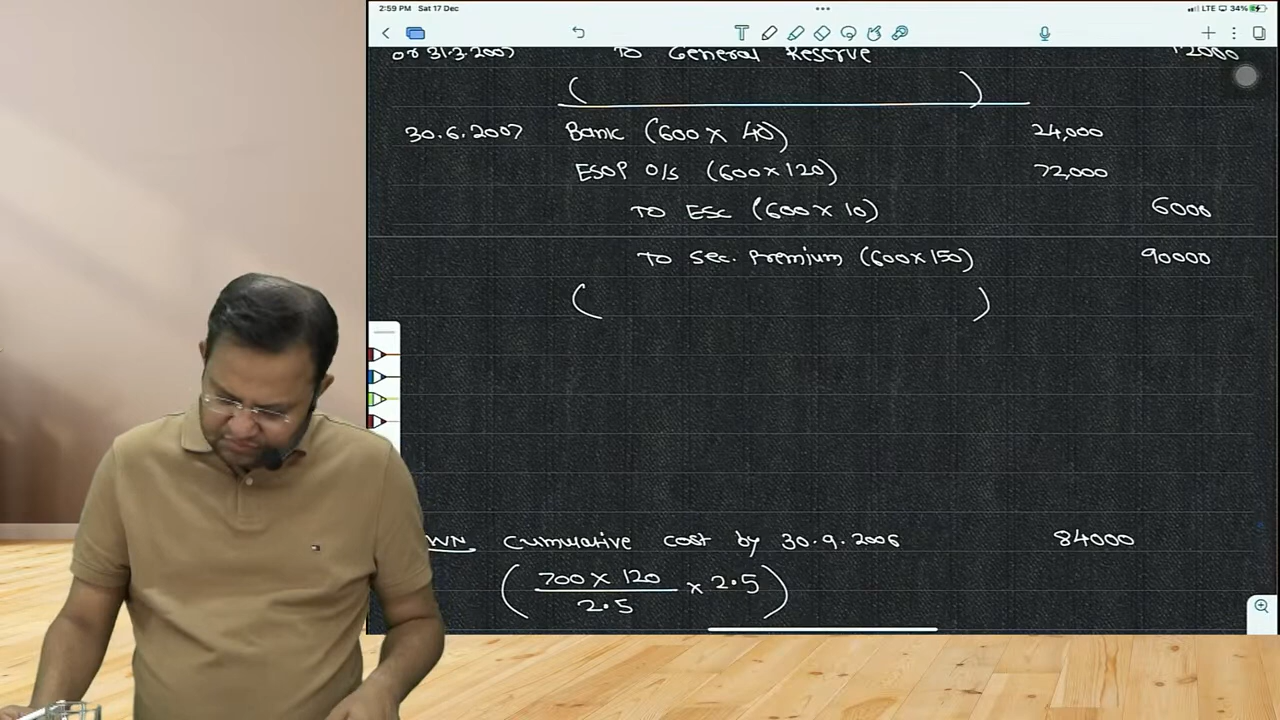 2:59 PM Sat 17 Dec ... LTE 34%
or 31.3.2007 To General Reserve 12000
( )
30.6.2007 Bank (600 x 40) 24,000
ESOP O/S (600 x 120) 72,000
TO ESC (600 x 10) 6000
TO Sec. Premium (600 x 150) 90000
( )
WN Cumulative cost by 30.9.2006 84000
(700 x 120 / 2.5 x 2.5)